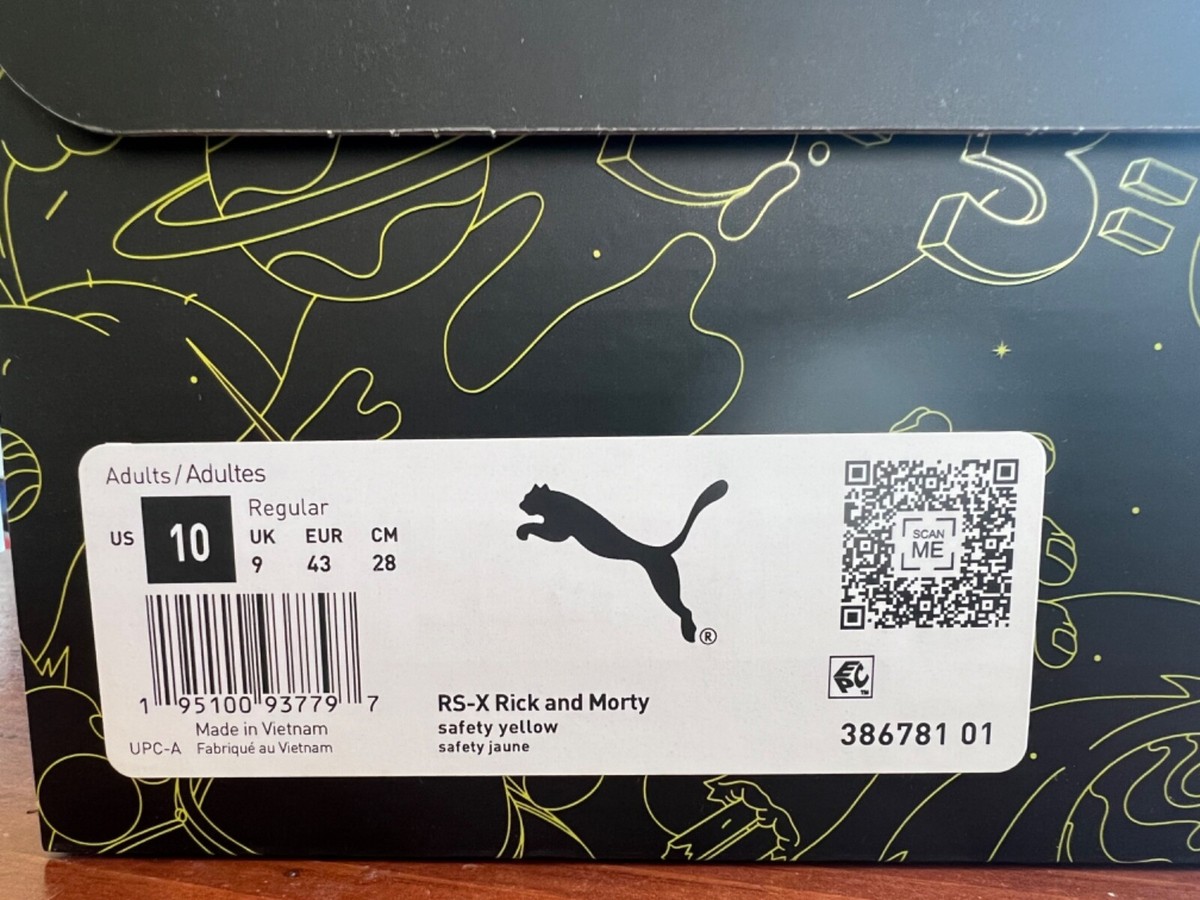 Adults/Adultes
US 10
Regular
UK EUR CM
9 43 28
1 95100 93779 7
Made in Vietnam
UPC-A Fabriqué au Vietnam
®
RS-X Rick and Morty
safety yellow
safety jaune
SCAN
ME
EPC™
386781 01